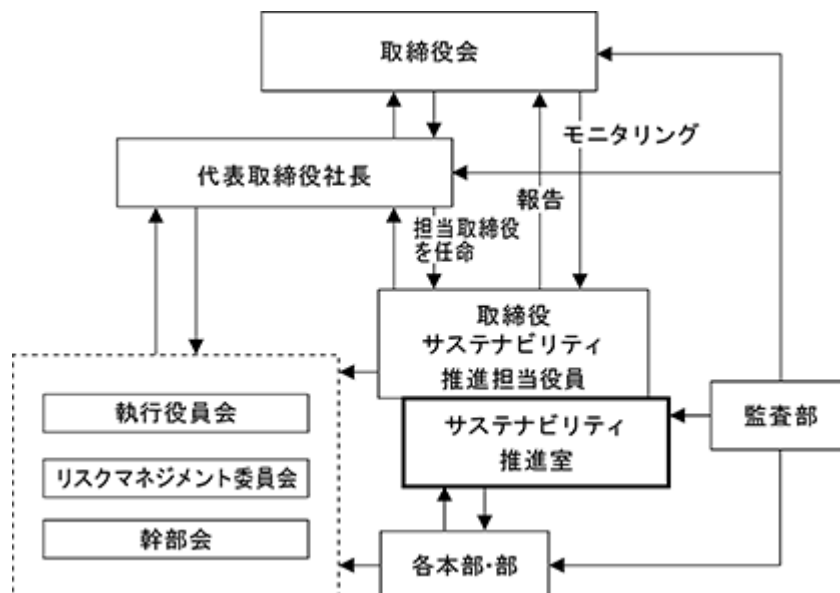 取締役会
モニタリング
代表取締役社長
報告
担当取締役
を任命
取締役
サステナビリティ
推進担当役員
執行役員会
サステナビリティ
推進室
監査部
リスクマネジメント委員会
幹部会
各本部・部